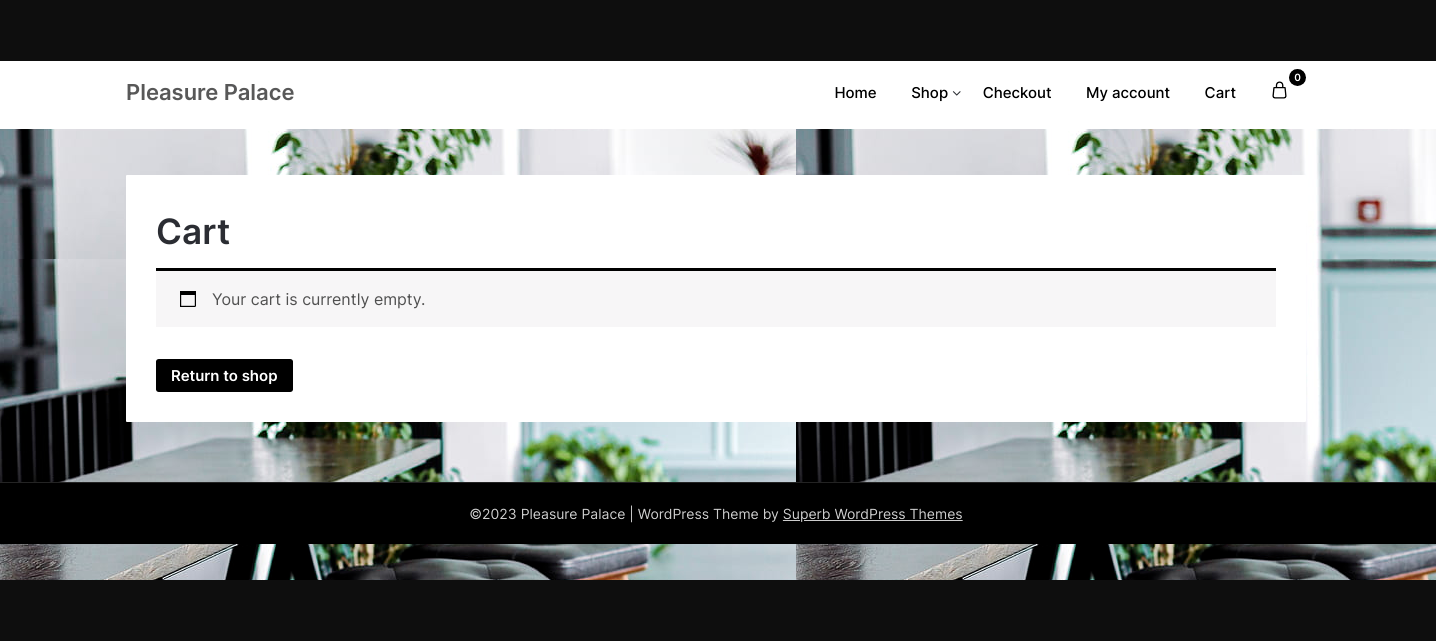 Pleasure Palace
Home Shop Checkout My account Cart 0
Cart
Your cart is currently empty.
Return to shop
©2023 Pleasure Palace | WordPress Theme by Superb WordPress Themes